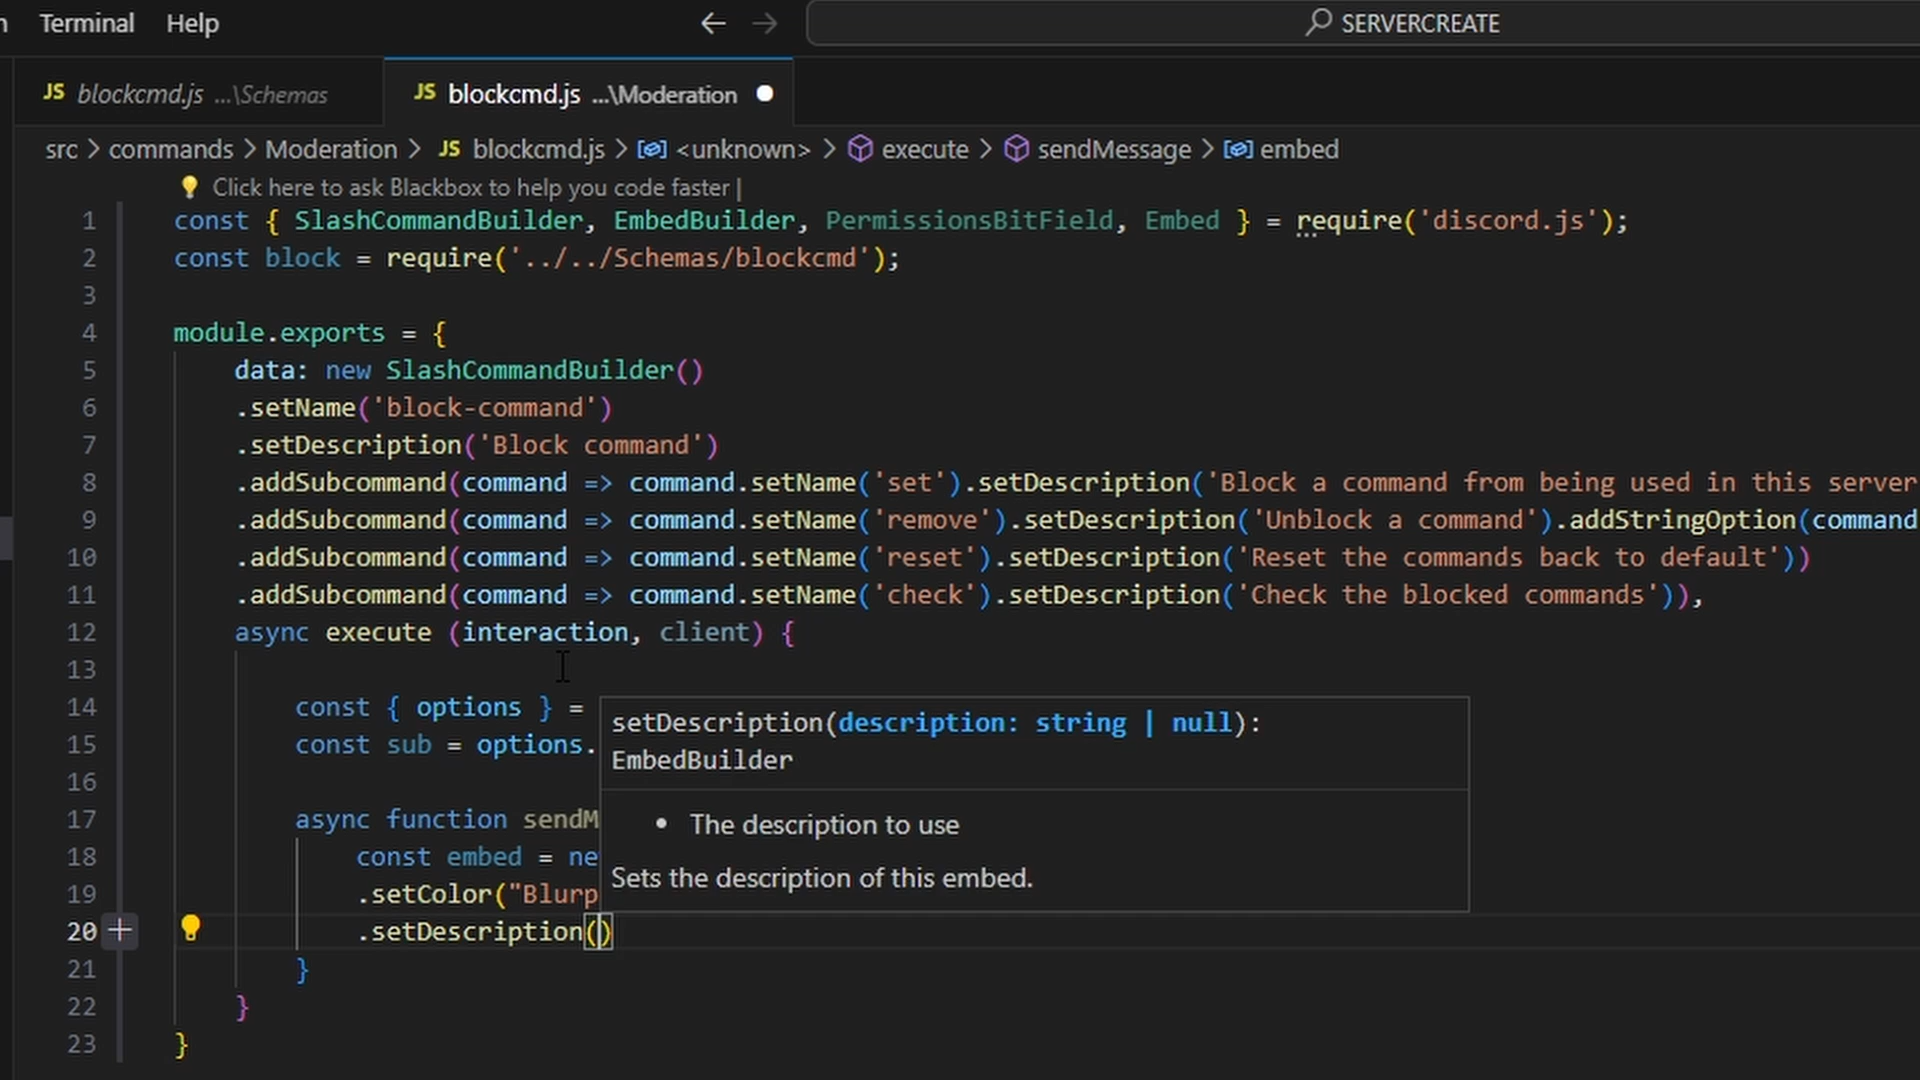 Terminal Help
SERVERCREATE
JS blockcmd.js ...\Schemas
JS blockcmd.js ...\Moderation
src > commands > Moderation > JS blockcmd.js > <unknown> > execute > sendMessage > embed
Click here to ask Blackbox to help you code faster |
1 const { SlashCommandBuilder, EmbedBuilder, PermissionsBitField, Embed } = require('discord.js');
2 const block = require('../../Schemas/blockcmd');
3
4 module.exports = {
5 data: new SlashCommandBuilder()
6 .setName('block-command')
7 .setDescription('Block command')
8 .addSubcommand(command => command.setName('set').setDescription('Block a command from being used in this server
9 .addSubcommand(command => command.setName('remove').setDescription('Unblock a command').addStringOption(command
10 .addSubcommand(command => command.setName('reset').setDescription('Reset the commands back to default'))
11 .addSubcommand(command => command.setName('check').setDescription('Check the blocked commands')),
12 async execute (interaction, client) {
13
14 const { options } =
15 const sub = options.
16
17 async function sendM
18 const embed = ne
19 .setColor("Blurp
20 .setDescription()
21 }
22 }
23 }
setDescription(description: string | null):
EmbedBuilder
• The description to use
Sets the description of this embed.